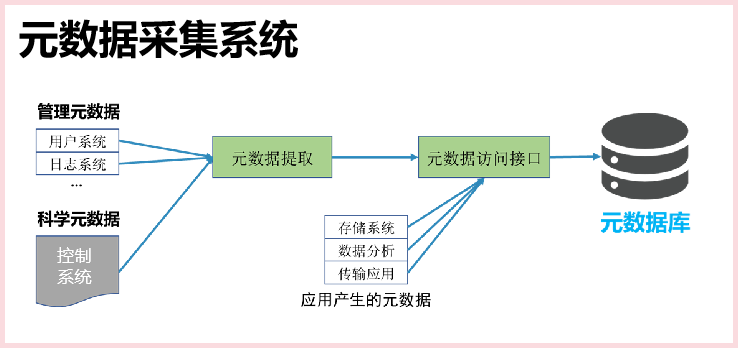 元数据采集系统
管理元数据
用户系统
日志系统
...
科学元数据
控制
系统
元数据提取
元数据访问接口
存储系统
数据分析
传输应用
应用产生的元数据
元数据库